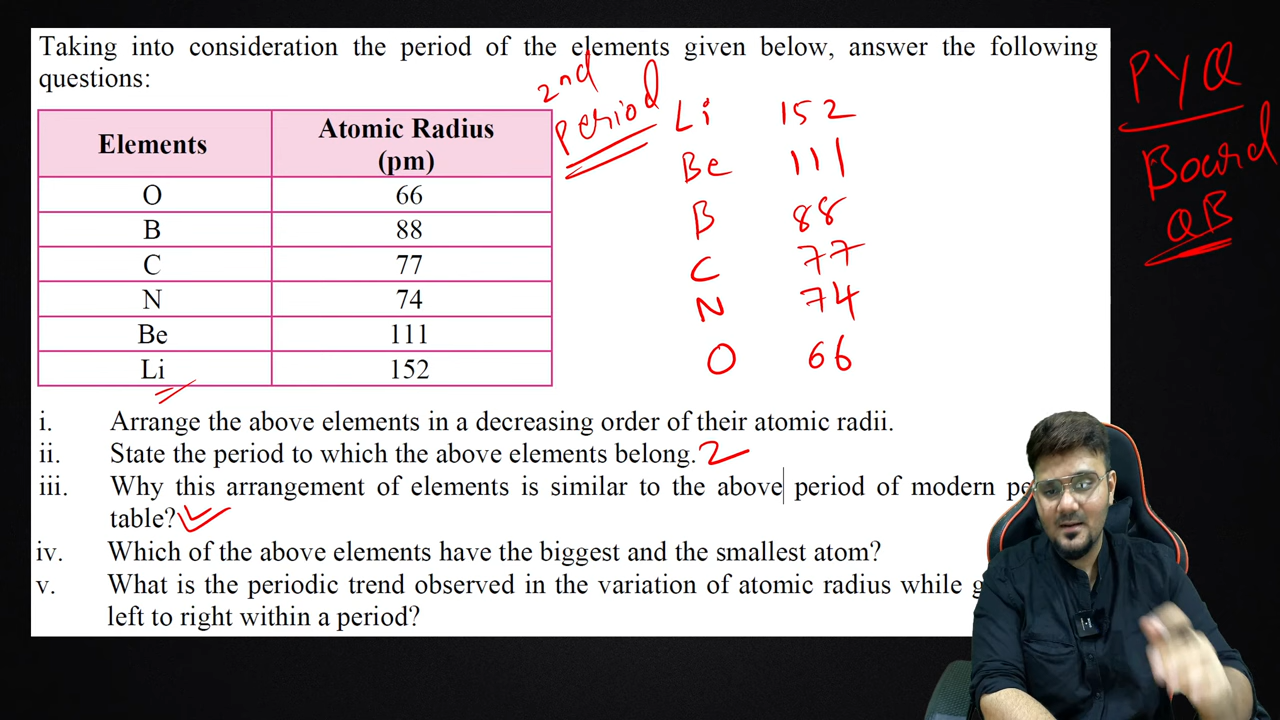 Taking into consideration the period of the elements given below, answer the following
questions:
Elements Atomic Radius
(pm)
O 66
B 88
C 77
N 74
Be 111
Li 152
2nd
period
Li 152
Be 111
B 88
C 77
N 74
O 66
PYQ
Board
QB
i. Arrange the above elements in a decreasing order of their atomic radii.
ii. State the period to which the above elements belong. 2
iii. Why this arrangement of elements is similar to the above period of modern pe
table?
iv. Which of the above elements have the biggest and the smallest atom?
v. What is the periodic trend observed in the variation of atomic radius while g
left to right within a period?